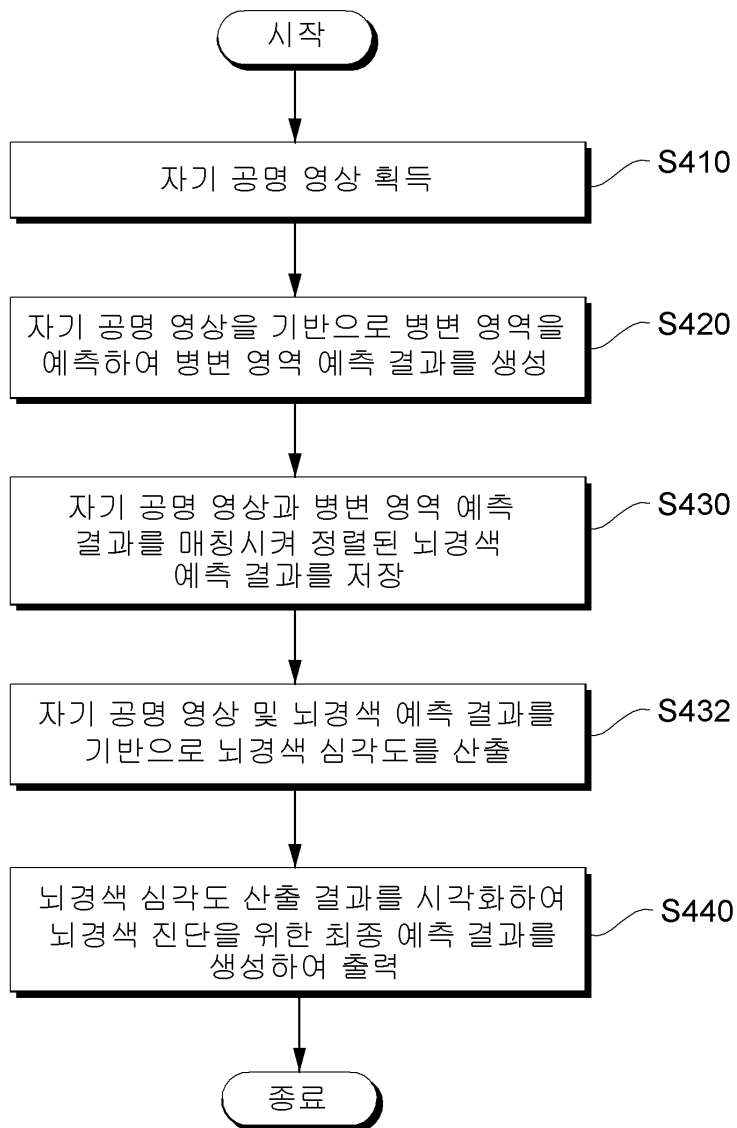 시작
자기 공명 영상 획득
S410
자기 공명 영상을 기반으로 병변 영역을
예측하여 병변 영역 예측 결과를 생성
S420
자기 공명 영상과 병변 영역 예측
결과를 매칭시켜 정렬된 뇌경색
예측 결과를 저장
S430
자기 공명 영상 및 뇌경색 예측 결과를
기반으로 뇌경색 심각도를 산출
S432
뇌경색 심각도 산출 결과를 시각화하여
뇌경색 진단을 위한 최종 예측 결과를
생성하여 출력
S440
종료